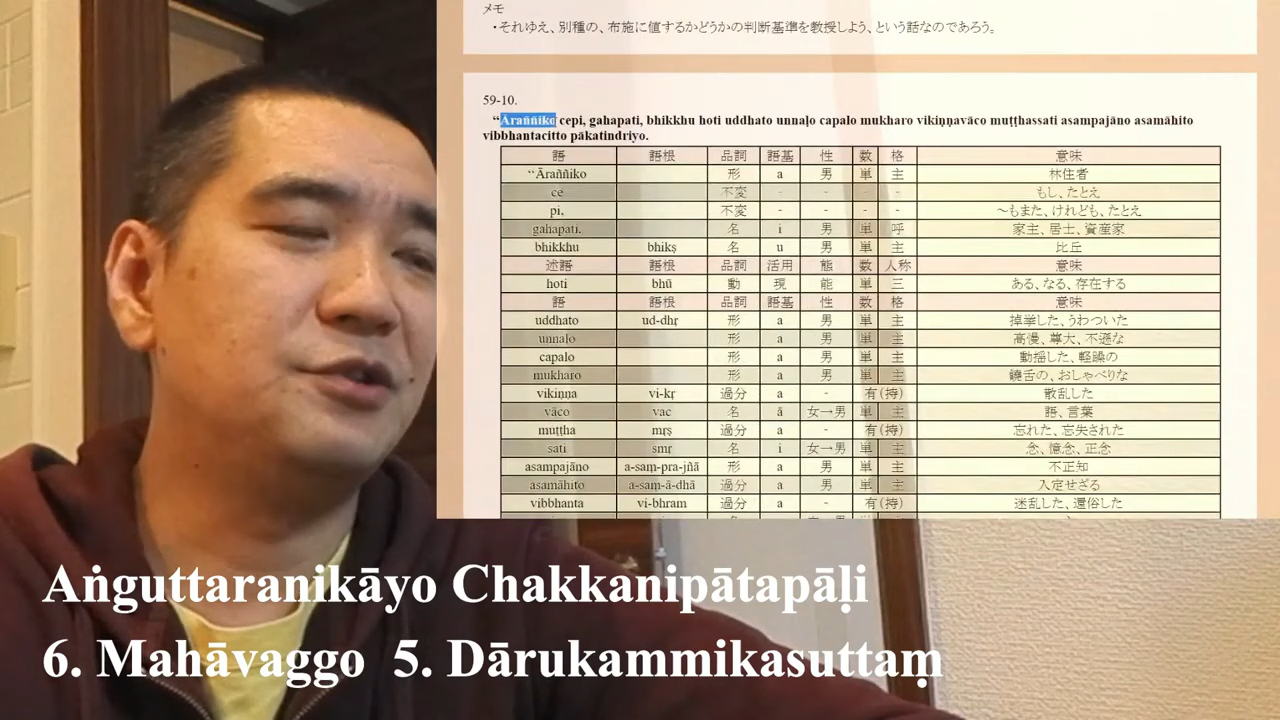 メモ
・それゆえ、別種の、布施に値するかどうかの判断基準を教授しよう、という話なのであろう。
59-10.
“Āraññiko cepi, gahapati, bhikkhu hoti uddhato unnaḷo capalo mukharo vikiṇṇavāco muṭṭhassati asampajāno asamāhito
vibbhantacitto pākatindriyo.
語 語根 品詞 語基 性 数 格 意味
“Āraññiko 形 a 男 単 主 林住者
ce 不変 - - - - もし、たとえ
pi, 不変 - - - - ～もまた、けれども、たとえ
gahapati, 名 i 男 単 呼 家主、居士、資産家
bhikkhu bhikṣ 名 u 男 単 主 比丘
述語 語根 品詞 活用 態 数 人称 意味
hoti bhū 動 現 能 単 三 ある、なる、存在する
語 語根 品詞 語基 性 数 格 意味
uddhato ud-dhṛ 形 a 男 単 主 掉挙した、うわついた
unnaḷo 形 a 男 単 主 高慢、尊大、不遜な
capalo 形 a 男 単 主 動揺した、軽躁の
mukharo 形 a 男 単 主 饒舌の、おしゃべりな
vikiṇṇa vi-kṛ 過分 a - 有(持) 散乱した
vāco vac 名 ā 女→男 単 主 語、言葉
muṭṭha mṛṣ 過分 a - 有(持) 忘れた、忘失された
sati smṛ 名 i 女→男 単 主 念、憶念、正念
asampajāno a-saṃ-pra-jñā 形 a 男 単 主 不正知
asamāhito a-saṃ-ā-dhā 過分 a 男 単 主 入定せざる
vibbhanta vi-bhram 過分 a - 有(持) 迷乱した、還俗した
Aṅguttaranikāyo Chakkanipātapāḷi
6. Mahāvaggo 5. Dārukammikasuttaṃ